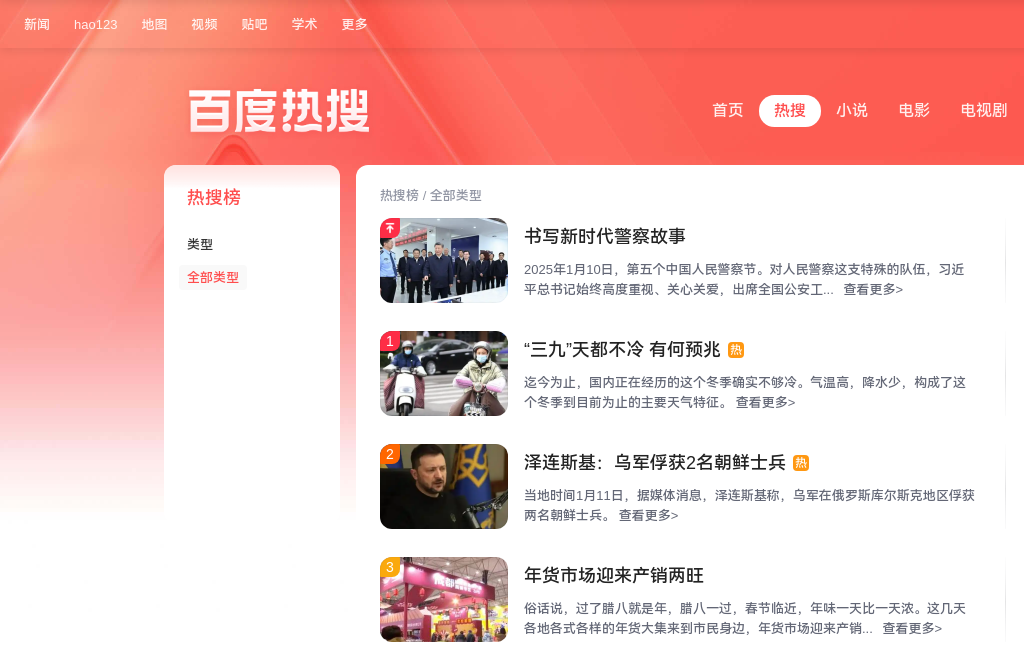 新闻 hao123 地图 视频 贴吧 学术 更多
百度热搜
首页 热搜 小说 电影 电视剧
热搜榜
类型
全部类型
热搜榜 / 全部类型
书写新时代警察故事
2025年1月10日，第五个中国人民警察节。对人民警察这支特殊的队伍，习近
平总书记始终高度重视、关心关爱，出席全国公安工... 查看更多>
1
“三九”天都不冷 有何预兆 热
迄今为止，国内正在经历的这个冬季确实不够冷。气温高，降水少，构成了这
个冬季到目前为止的主要天气特征。 查看更多>
2
泽连斯基：乌军俘获2名朝鲜士兵 热
当地时间1月11日，据媒体消息，泽连斯基称，乌军在俄罗斯库尔斯克地区俘获
两名朝鲜士兵。 查看更多>
3
年货市场迎来产销两旺
俗话说，过了腊八就是年，腊八一过，春节临近，年味一天比一天浓。这几天
各地各式各样的年货大集来到市民身边，年货市场迎来产销... 查看更多>